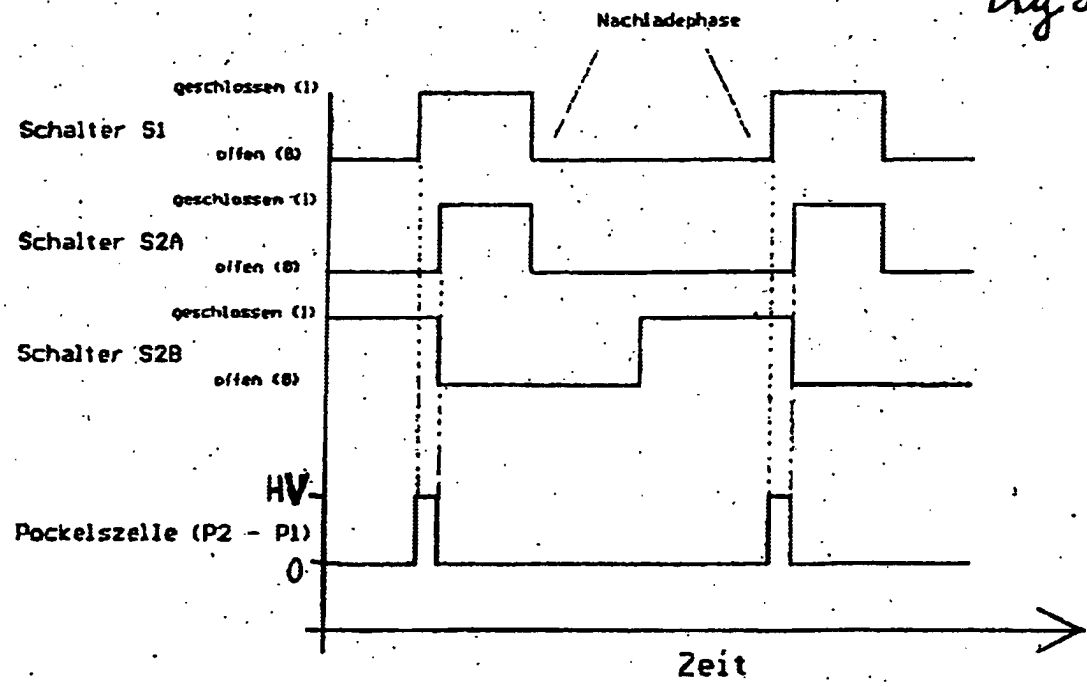 Nachladephase
geschlossen (1)
Schalter S1
offen (0)
geschlossen (1)
Schalter S2A
offen (0)
geschlossen (1)
Schalter S2B
offen (0)
HV
Pockelszelle (P2 - P1)
0
Zeit